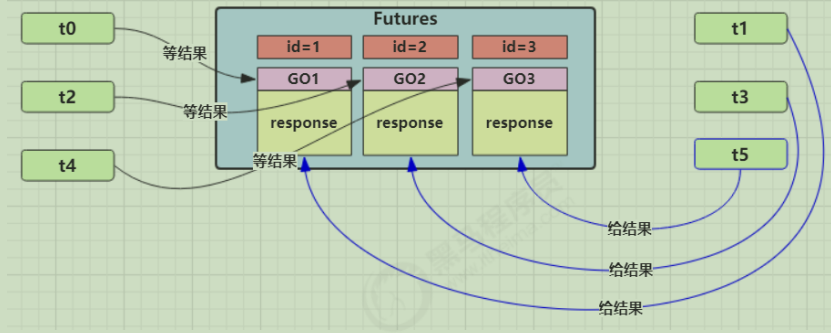 Futures
t0
t1
id=1
id=2
id=3
等结果
GO1
GO2
GO3
t2
t3
等结果
response
response
response
t4
等结果
t5
给结果
给结果
给结果